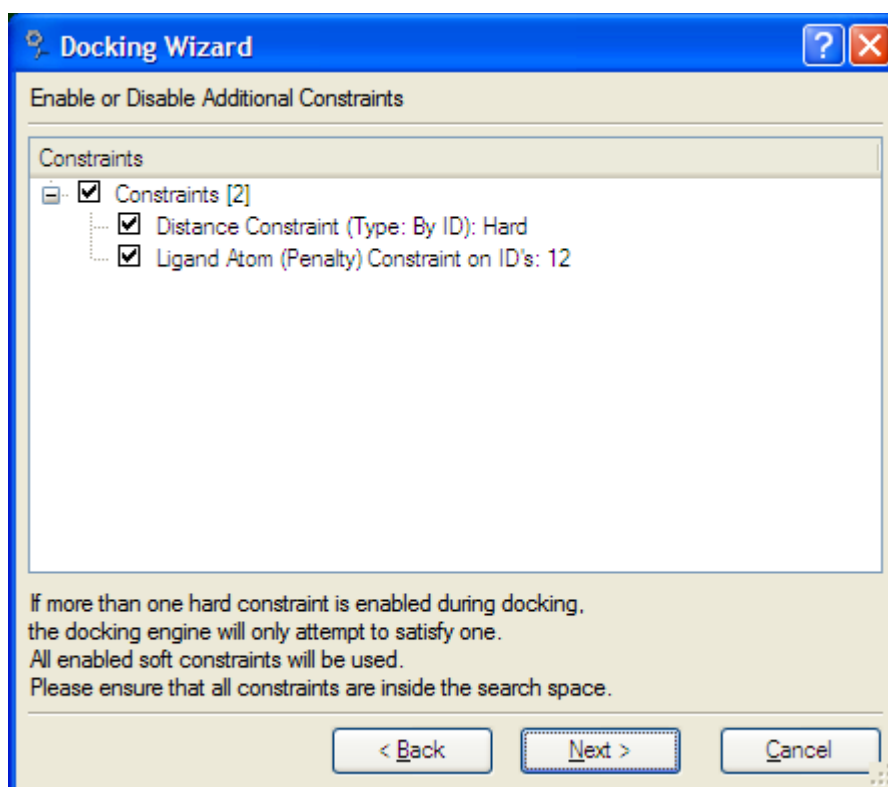 Docking Wizard
Enable or Disable Additional Constraints
Constraints
Constraints [2]
Distance Constraint (Type: By ID): Hard
Ligand Atom (Penalty) Constraint on ID's: 12
If more than one hard constraint is enabled during docking,
the docking engine will only attempt to satisfy one.
All enabled soft constraints will be used.
Please ensure that all constraints are inside the search space.
< Back Next > Cancel